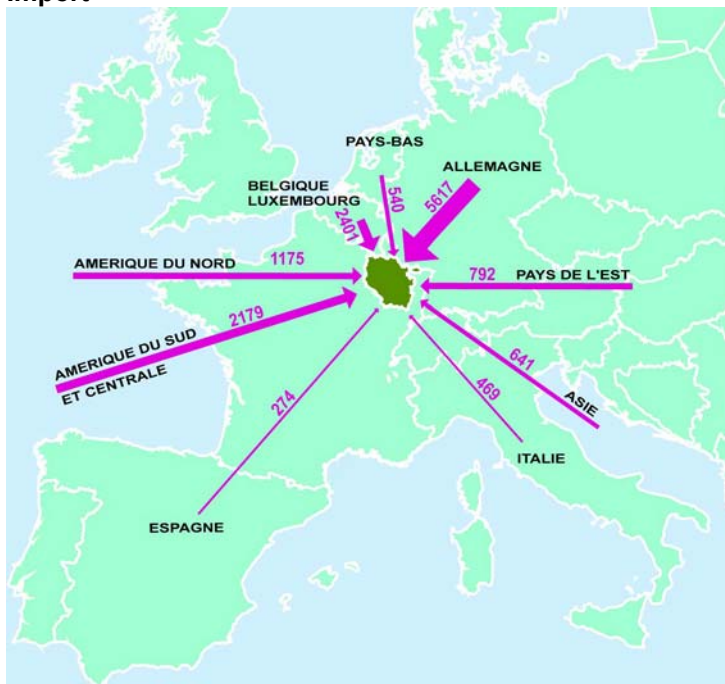 Import
PAYS-BAS
ALLEMAGNE
BELGIQUE
LUXEMBOURG
2401
540
5617
AMERIQUE DU NORD
1175
792
PAYS DE L'EST
2179
AMERIQUE DU SUD
ET CENTRALE
641
ASIE
274
469
ITALIE
ESPAGNE